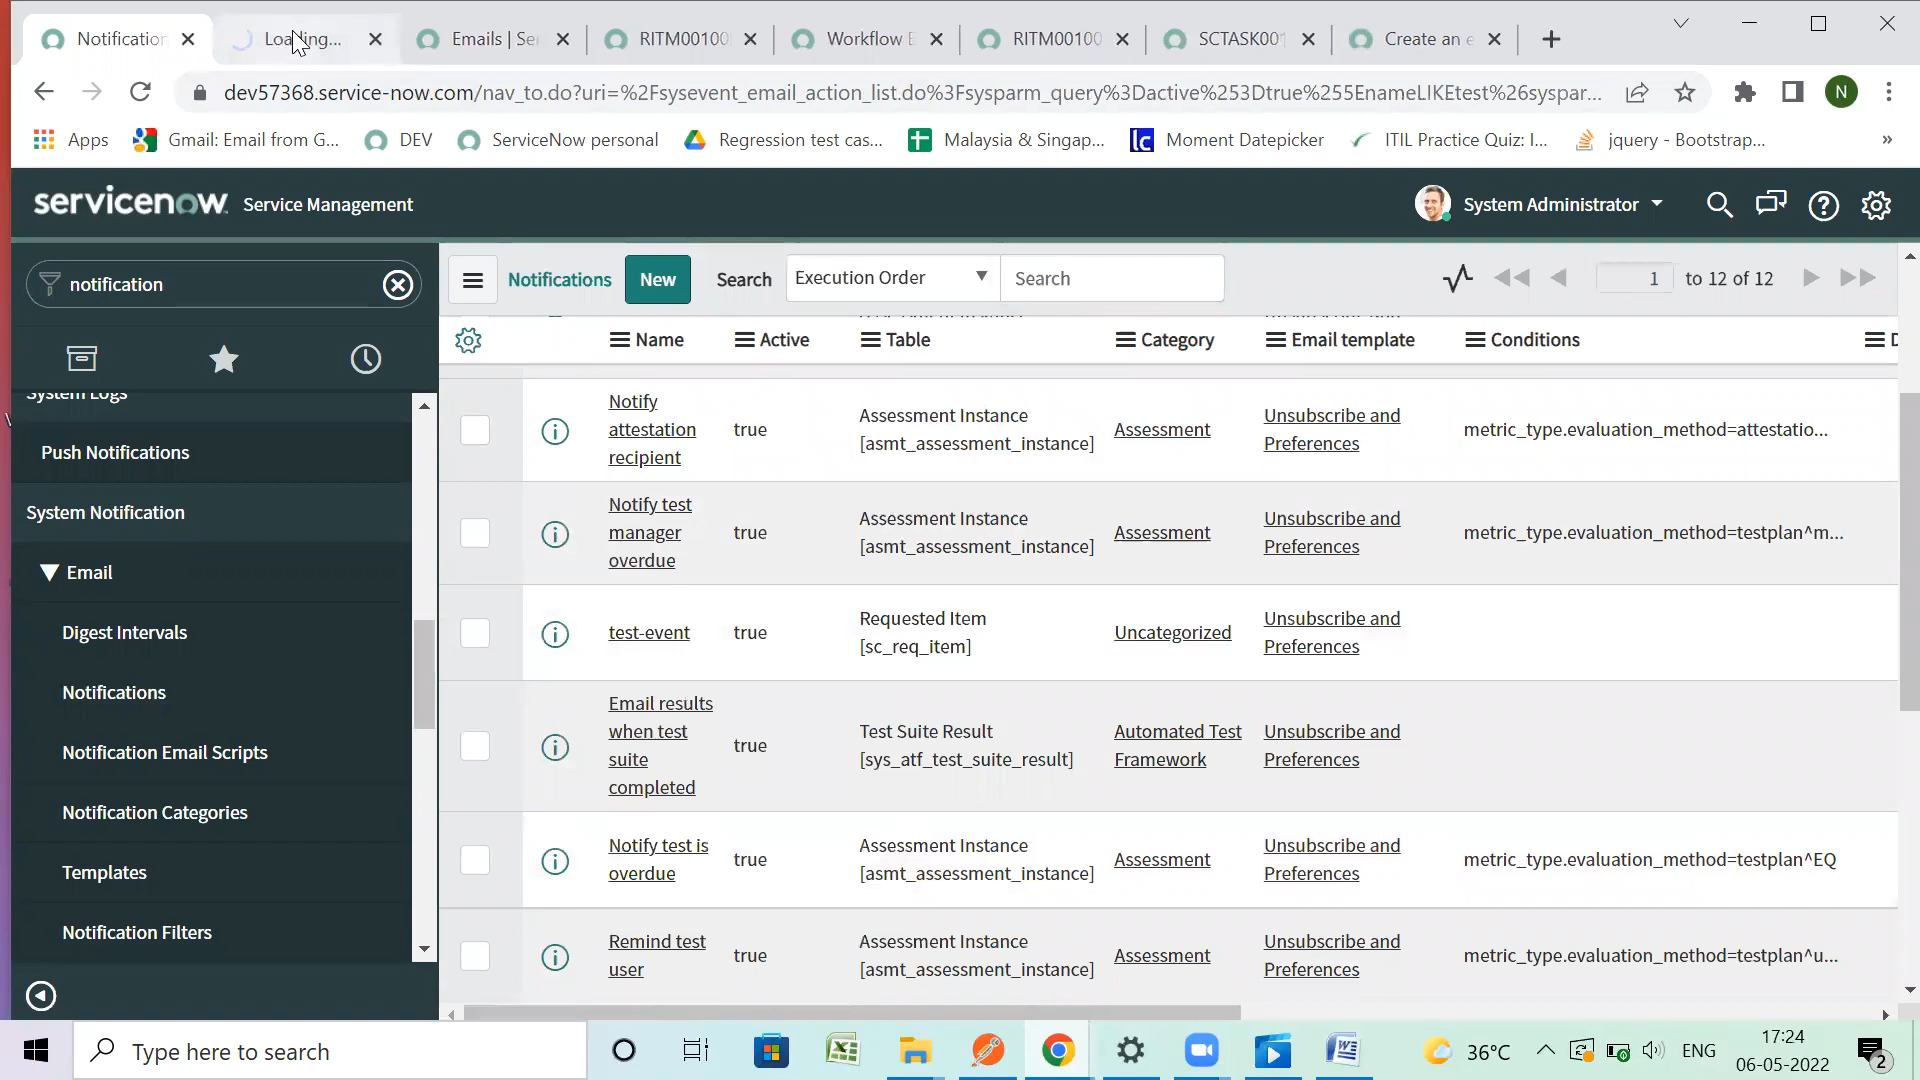 Notification
Loading...
Emails | Se
RITM00100
Workflow E
RITM00100
SCTASK001
Create an e
dev57368.service-now.com/nav_to.do?uri=%2Fsysevent_email_action_list.do%3Fsysparm_query%3Dactive%253Dtrue%255EnameLIKEtest%26syspar...
N
Apps
Gmail: Email from G...
DEV
ServiceNow personal
Regression test cas...
Malaysia & Singap...
lc
Moment Datepicker
ITIL Practice Quiz: I...
jquery - Bootstrap...
»
servicenow. Service Management
System Administrator
notification
Notifications
New
Search
Execution Order
Search
1 to 12 of 12
Name
Active
Table
Category
Email template
Conditions
System Logs
Push Notifications
System Notification
Email
Digest Intervals
Notifications
Notification Email Scripts
Notification Categories
Templates
Notification Filters
Notify
attestation
recipient
true
Assessment Instance
[asmt_assessment_instance]
Assessment
Unsubscribe and
Preferences
metric_type.evaluation_method=attestatio...
Notify test
manager
overdue
true
Assessment Instance
[asmt_assessment_instance]
Assessment
Unsubscribe and
Preferences
metric_type.evaluation_method=testplan^m...
test-event
true
Requested Item
[sc_req_item]
Uncategorized
Unsubscribe and
Preferences
Email results
when test
suite
completed
true
Test Suite Result
[sys_atf_test_suite_result]
Automated Test
Framework
Unsubscribe and
Preferences
Notify test is
overdue
true
Assessment Instance
[asmt_assessment_instance]
Assessment
Unsubscribe and
Preferences
metric_type.evaluation_method=testplan^EQ
Remind test
user
true
Assessment Instance
[asmt_assessment_instance]
Assessment
Unsubscribe and
Preferences
metric_type.evaluation_method=testplan^u...
Type here to search
36°C
ENG
17:24
06-05-2022
2